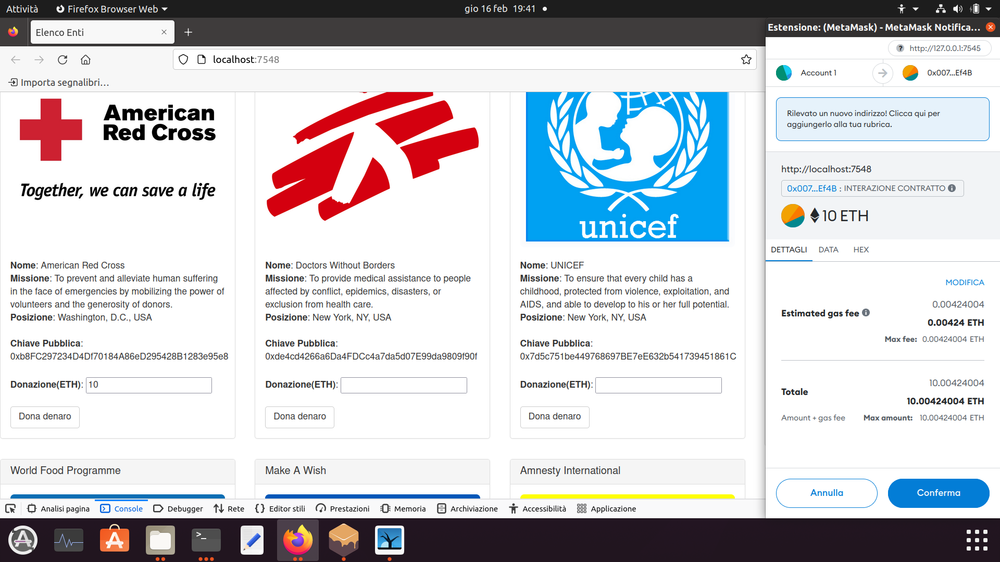 Attività
Firefox Browser Web
gio 16 feb 19:41
Elenco Enti
localhost:7548
Importa segnalibri...
American
Red Cross
Together, we can save a life
Nome: American Red Cross
Missione: To prevent and alleviate human suffering
in the face of emergencies by mobilizing the power of
volunteers and the generosity of donors.
Posizione: Washington, D.C., USA
Chiave Pubblica:
0xb8FC297234D4Df70184A86eD295428B1283e95e8
Donazione(ETH): 10
Dona denaro
Nome: Doctors Without Borders
Missione: To provide medical assistance to people
affected by conflict, epidemics, disasters, or
exclusion from health care.
Posizione: New York, NY, USA
Chiave Pubblica:
0xde4cd4266a6Da4FDCc4a7da5d07E99da9809f90f
Donazione(ETH):
Dona denaro
unicef
Nome: UNICEF
Missione: To ensure that every child has a
childhood, protected from violence, exploitation, and
AIDS, and able to develop to his or her full potential.
Posizione: New York, NY, USA
Chiave Pubblica:
0x7d5c751be449768697BE7eE632b541739451861C
Donazione(ETH):
Dona denaro
World Food Programme
Make A Wish
Amnesty International
Analisi pagina
Console
Debugger
Rete
Editor stili
Prestazioni
Memoria
Archiviazione
Accessibilità
Applicazione
Estensione: (MetaMask) - MetaMask Notifica...
http://127.0.0.1:7545
Account 1
0x007...Ef4B
Rilevato un nuovo indirizzo! Clicca qui per
aggiungerlo alla tua rubrica.
http://localhost:7548
0x007...Ef4B : INTERAZIONE CONTRATTO
10 ETH
DETTAGLI
DATA
HEX
MODIFICA
Estimated gas fee
0.00424004
0.00424 ETH
Max fee: 0.00424004 ETH
Totale
10.00424004
10.00424004 ETH
Amount + gas fee
Max amount: 10.00424004 ETH
Annulla
Conferma